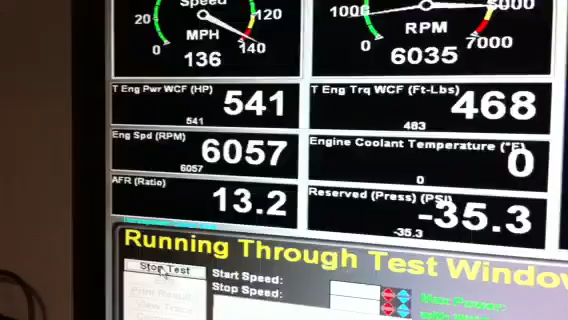 Speed
20
120
0
140
MPH
136
1000
5000
0
7000
RPM
6035
T Eng Pwr WCF (HP)
541
541
T Eng Trq WCF (Ft-Lbs)
468
483
Eng Spd (RPM)
6057
6057
Engine Coolant Temperature (°F)
0
0
AFR (Ratio)
13.2
Reserved (Press) (PSI)
-35.3
-35.3
Running Through Test Window
Stop Test
Start Speed:
Stop Speed:
Print Result
Max Power: